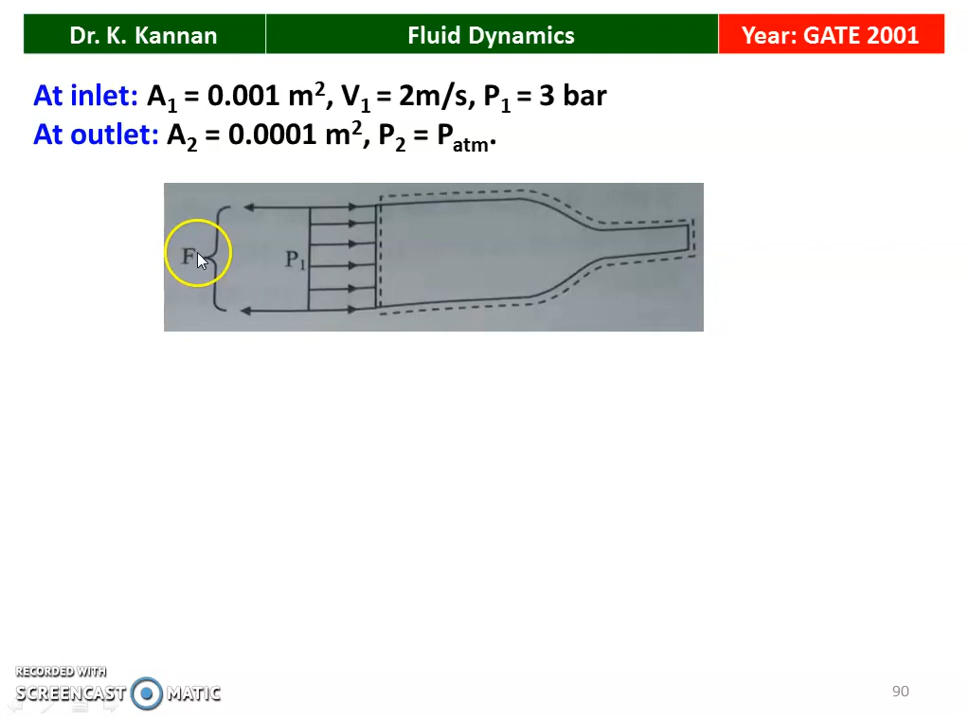 Dr. K. Kannan
Fluid Dynamics
Year: GATE 2001
At inlet: A1 = 0.001 m2, V1 = 2m/s, P1 = 3 bar
At outlet: A2 = 0.0001 m2, P2 = Patm.
F
P1
RECORDED WITH
SCREENCAST MATIC
90